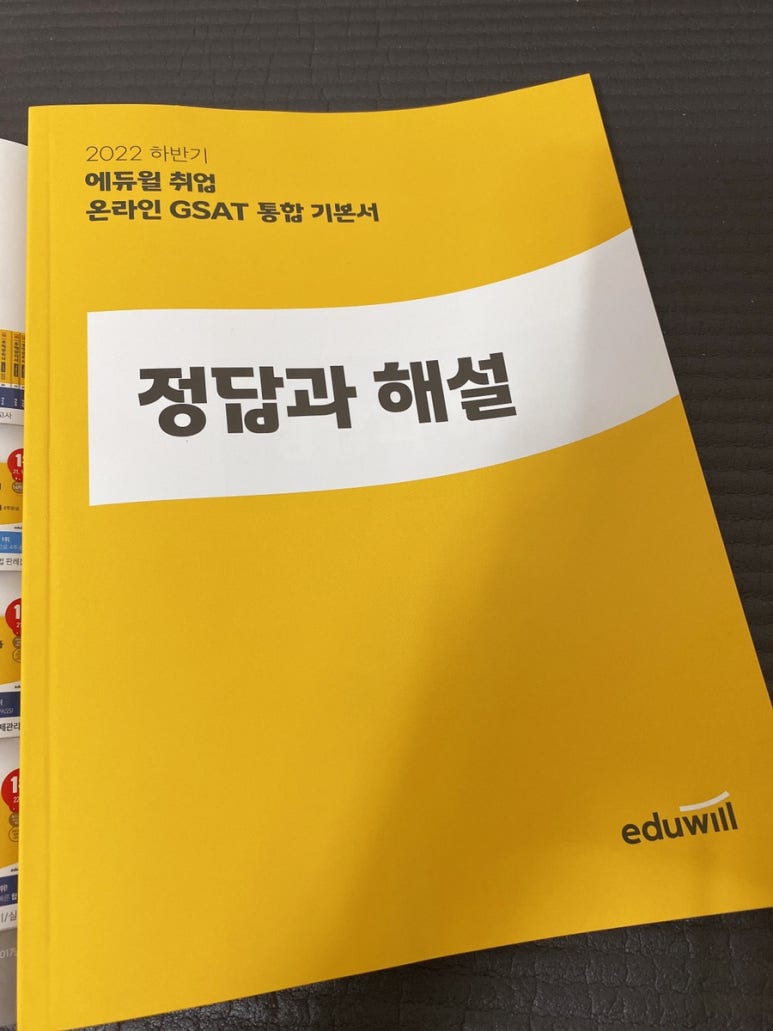 2022 하반기
에듀윌 취업
온라인 GSAT 통합 기본서
정답과 해설
eduwill